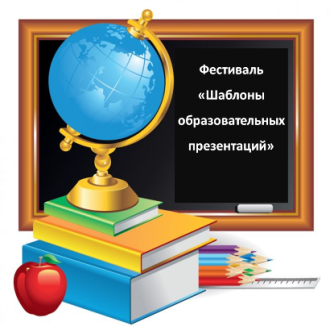 Фестиваль
«Шаблоны
образовательных
презентаций»